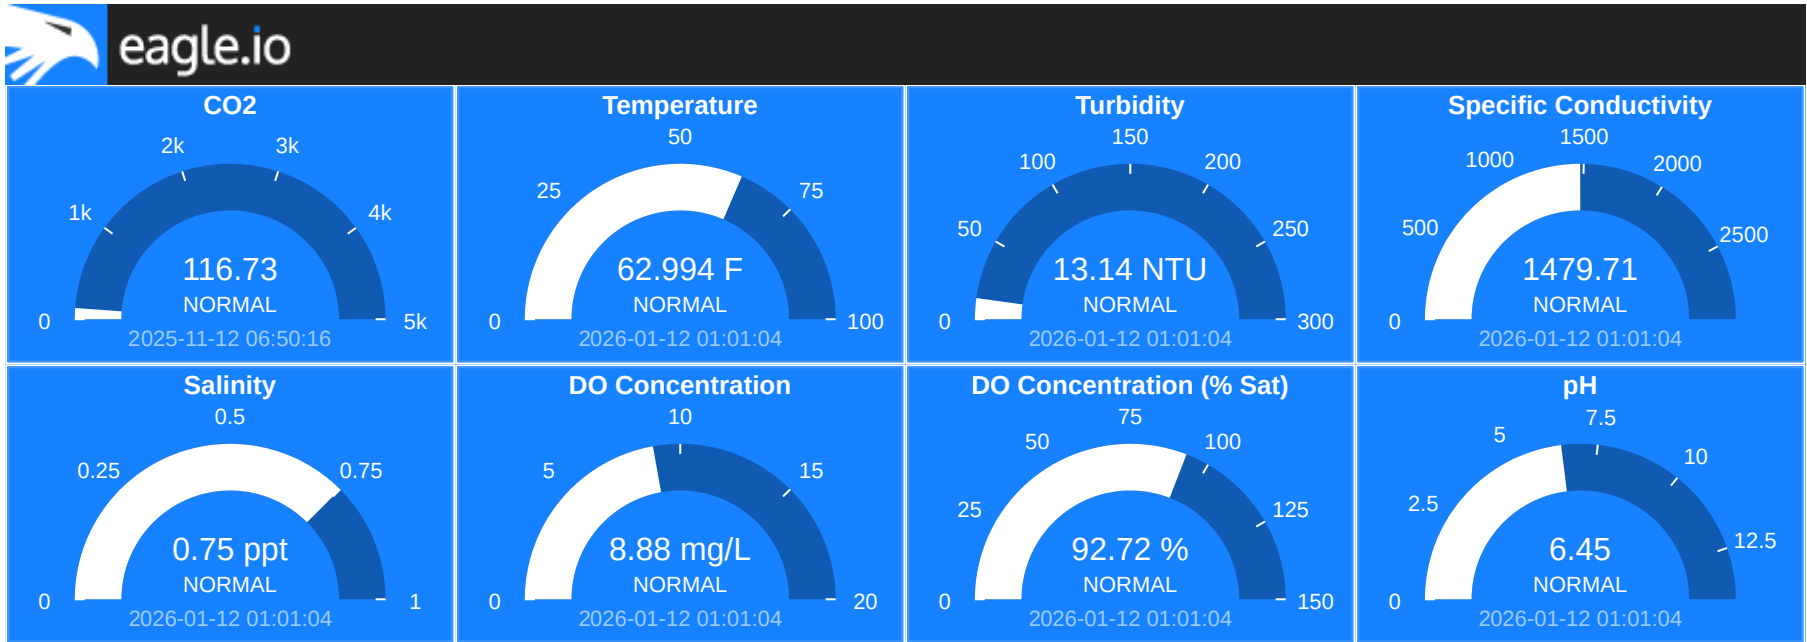 eagle.io
CO2
0
1k
2k
3k
4k
5k
116.73
NORMAL
2025-11-12 06:50:16
Temperature
0
25
50
75
100
62.994 F
NORMAL
2026-01-12 01:01:04
Turbidity
0
50
100
150
200
250
300
13.14 NTU
NORMAL
2026-01-12 01:01:04
Specific Conductivity
0
500
1000
1500
2000
2500
1479.71
NORMAL
2026-01-12 01:01:04
Salinity
0
0.25
0.5
0.75
1
0.75 ppt
NORMAL
2026-01-12 01:01:04
DO Concentration
0
5
10
15
20
8.88 mg/L
NORMAL
2026-01-12 01:01:04
DO Concentration (% Sat)
0
25
50
75
100
125
150
92.72 %
NORMAL
2026-01-12 01:01:04
pH
0
2.5
5
7.5
10
12.5
6.45
NORMAL
2026-01-12 01:01:04